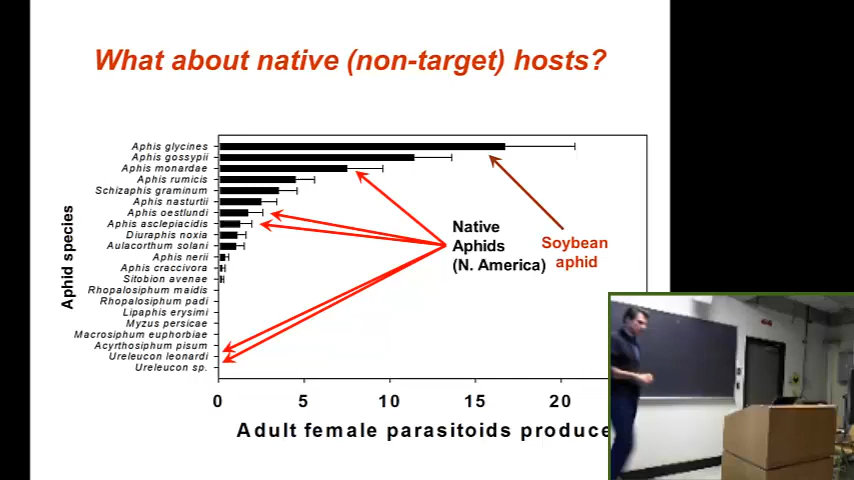 What about native (non-target) hosts?
Aphis glycines
Aphis gossypii
Aphis monardae
Aphis rumicis
Schizaphis graminum
Aphis nasturtii
Aphis oestlundi
Aphis asclepiacidis
Diuraphis noxia
Aulacorthum solani
Aphis nerii
Aphis craccivora
Sitobion avenae
Rhopalosiphum maidis
Rhopalosiphum padi
Lipaphis erysimi
Myzus persicae
Macrosiphum euphorbiae
Acyrthosiphum pisum
Ureleucon leonardi
Ureleucon sp.
Aphid species
Native
Aphids
(N. America)
Soybean
aphid
0 5 10 15 20
Adult female parasitoids produce